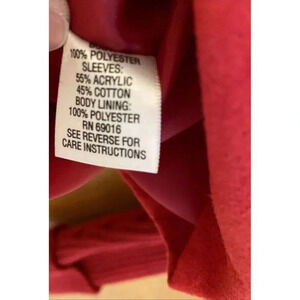 100% POLYESTER
SLEEVES:
55% ACRYLIC
45% COTTON
BODY LINING:
100% POLYESTER
RN 69016
SEE REVERSE FOR
CARE INSTRUCTIONS